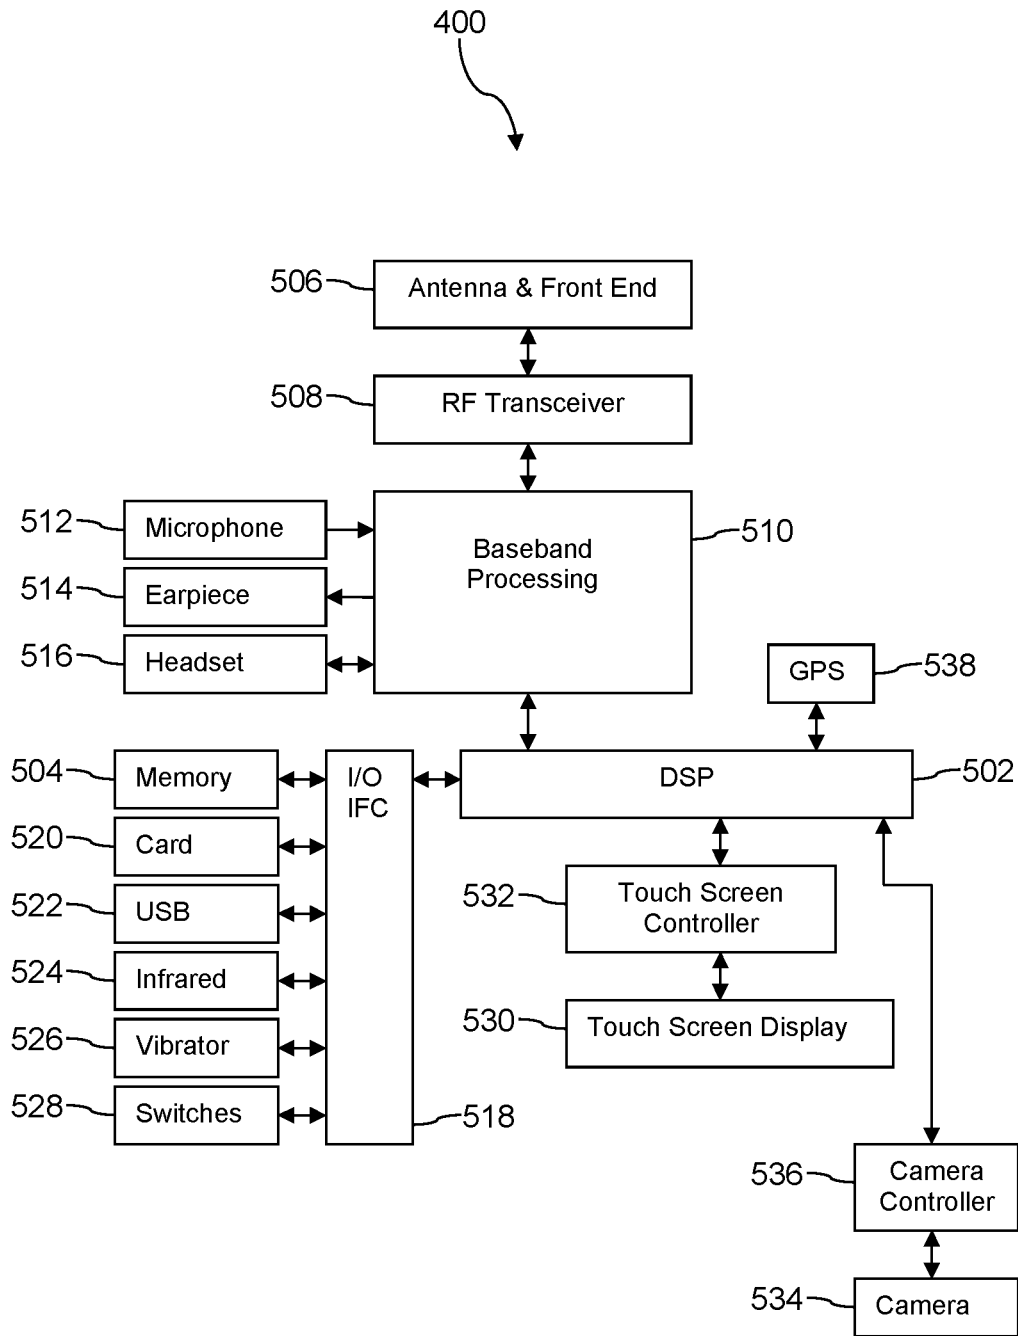 400
506
Antenna & Front End
508
RF Transceiver
512
Microphone
Baseband
Processing
510
514
Earpiece
516
Headset
GPS
538
504
Memory
I/O
IFC
DSP
502
520
Card
522
USB
532
Touch Screen
Controller
524
Infrared
526
Vibrator
530
Touch Screen Display
528
Switches
518
536
Camera
Controller
534
Camera